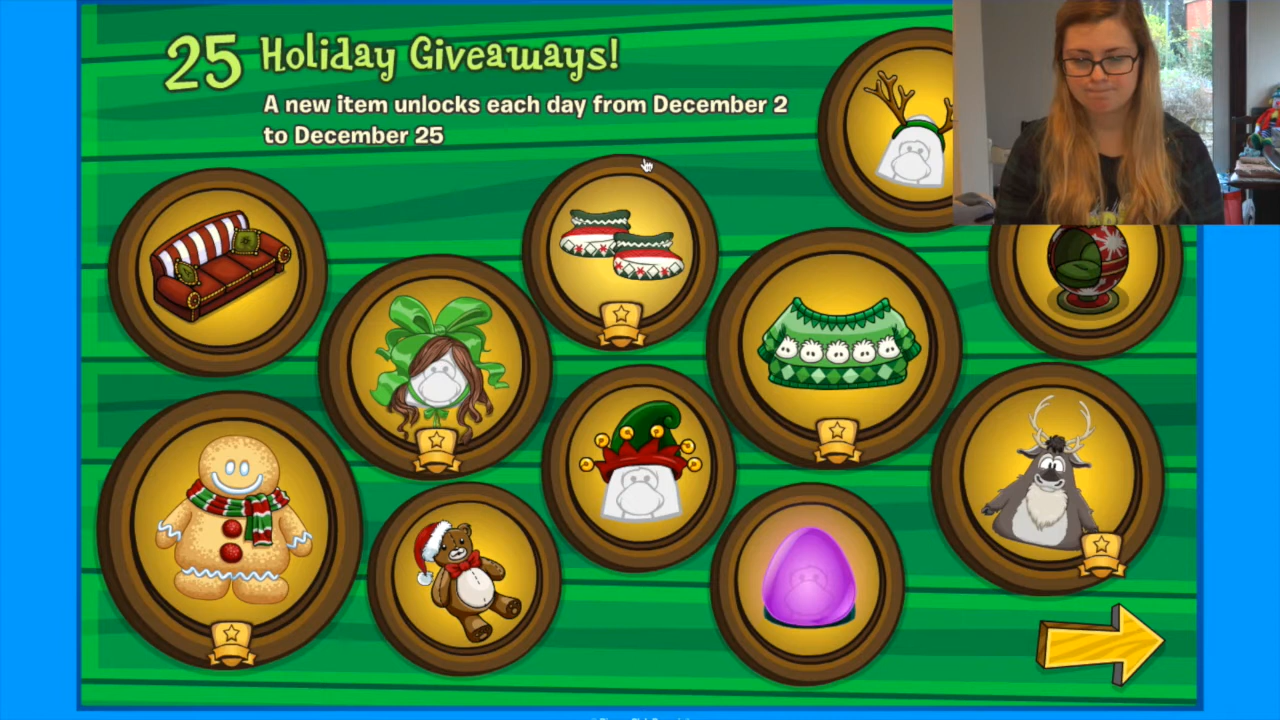 25 Holiday Giveaways!
A new item unlocks each day from December 2
to December 25